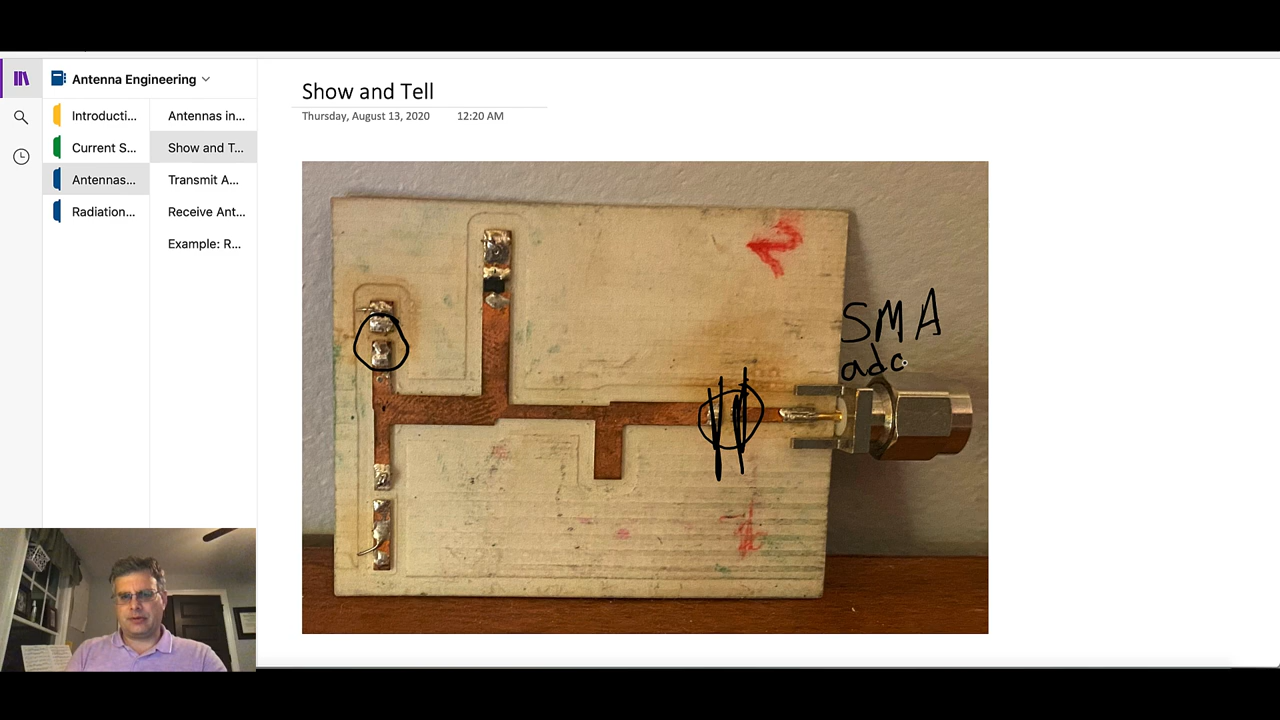 Antenna Engineering
Introducti...
Current S...
Antennas...
Radiation...
Antennas in...
Show and T...
Transmit A...
Receive Ant...
Example: R...
Show and Tell
Thursday, August 13, 2020 12:20 AM
SMA
adc